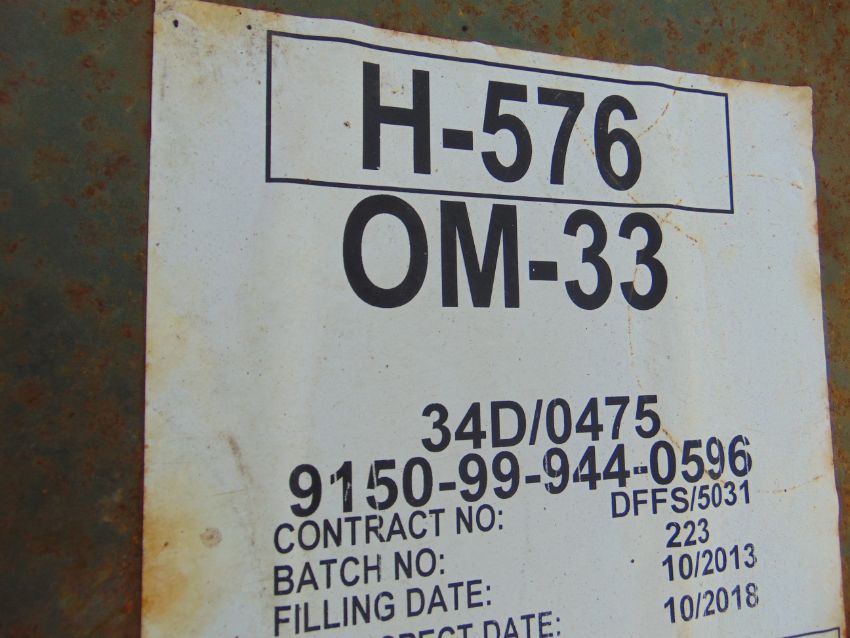 H-576
OM-33
34D/0475
9150-99-944-0596
CONTRACT NO: DFFS/5031
BATCH NO: 223
FILLING DATE: 10/2013
DATE: 10/2018